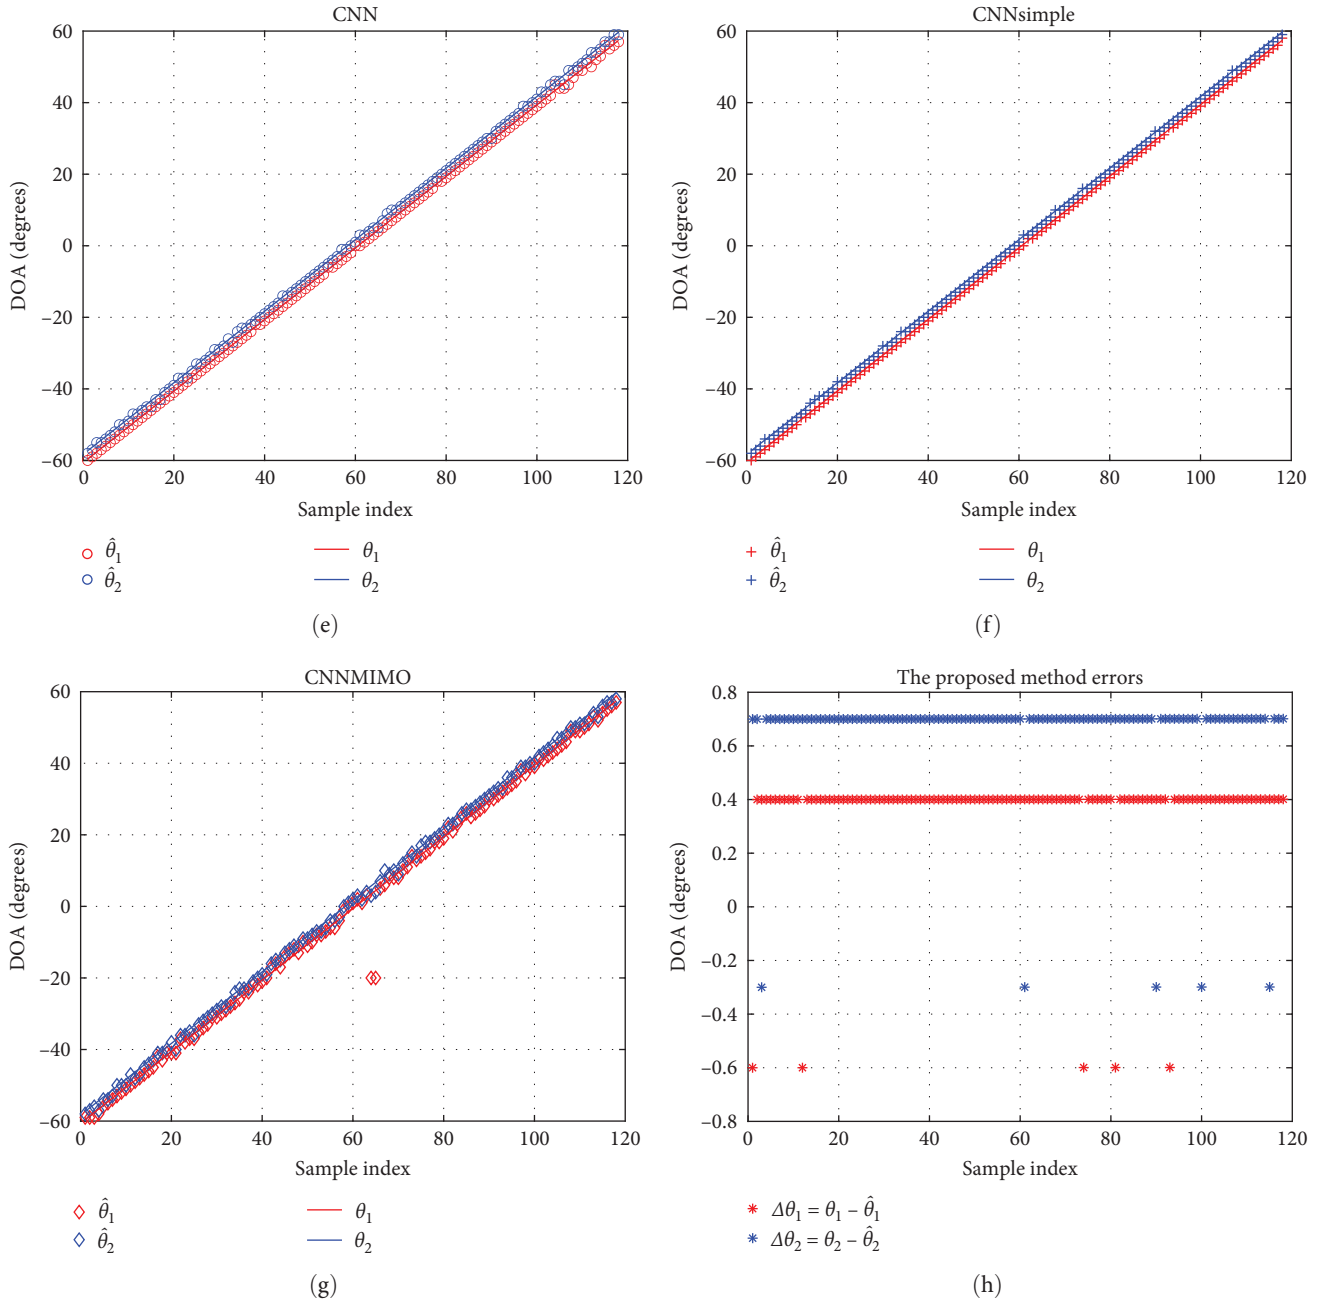 CNN
60
40
20
0
−20
−40
−60
DOA (degrees)
0 20 40 60 80 100 120
Sample index
θ̂1 θ1
θ̂2 θ2
(e)
CNNsimple
60
40
20
0
−20
−40
−60
DOA (degrees)
0 20 40 60 80 100 120
Sample index
θ̂1 θ1
θ̂2 θ2
(f)
CNNMIMO
60
40
20
0
−20
−40
−60
DOA (degrees)
0 20 40 60 80 100 120
Sample index
θ̂1 θ1
θ̂2 θ2
(g)
The proposed method errors
0.8
0.6
0.4
0.2
0
−0.2
−0.4
−0.6
−0.8
DOA (degrees)
0 20 40 60 80 100 120
Sample index
Δθ1 = θ1 – θ̂1
Δθ2 = θ2 – θ̂2
(h)